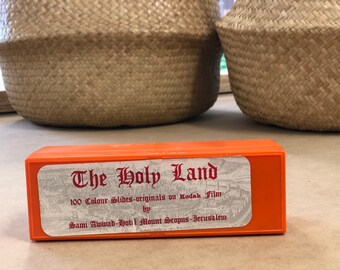 The Holy Land
100 Colour Slides-originals on Kodak Film
by
Sami Awwad-Hotel Mount Scopus-Jerusalem